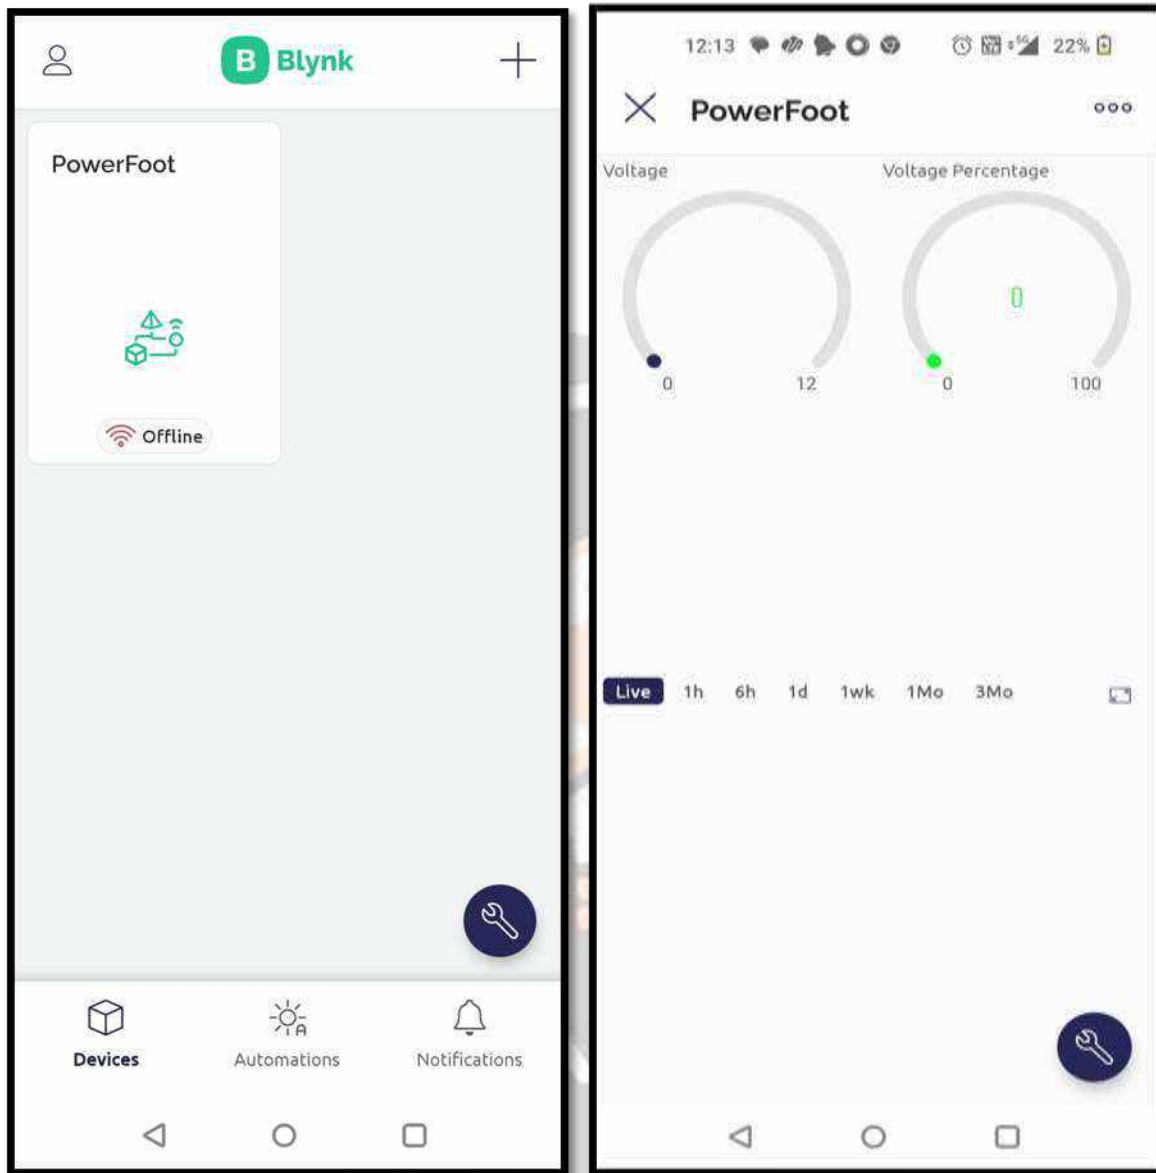 B Blynk
PowerFoot
Offline
Devices Automations Notifications
12:13 5G 22%
PowerFoot
Voltage Voltage Percentage
0
0 12 0 100
Live 1h 6h 1d 1wk 1Mo 3Mo